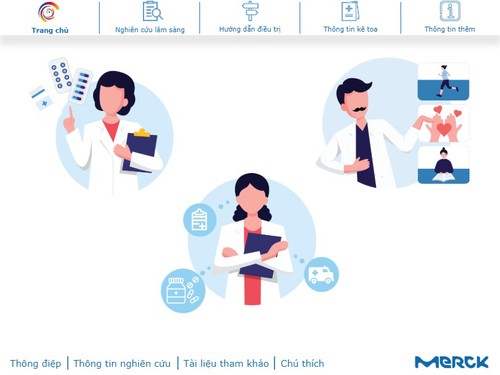 Trang chủ
Nghiên cứu lâm sàng
Hướng dẫn điều trị
Thông tin kê toa
Thông tin thêm
Thông điệp | Thông tin nghiên cứu | Tài liệu tham khảo | Chú thích
MERCK